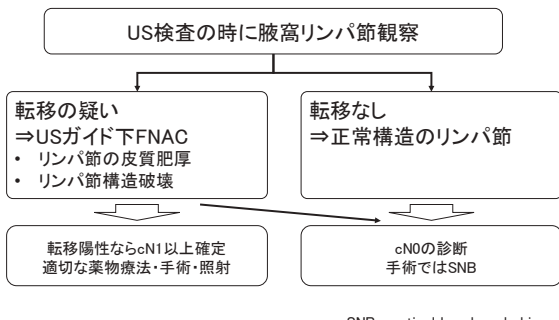 US検査の時に腋窩リンパ節観察
転移の疑い
⇒USガイド下FNAC
• リンパ節の皮質肥厚
• リンパ節構造破壊
転移なし
⇒正常構造のリンパ節
転移陽性ならcN1以上確定
適切な薬物療法・手術・照射
cN0の診断
手術ではSNB